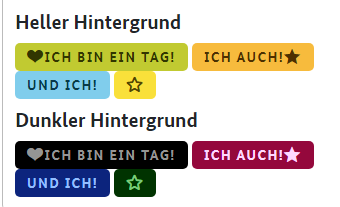 Heller Hintergrund
ICH BIN EIN TAG! ICH AUCH!
UND ICH!
Dunkler Hintergrund
ICH BIN EIN TAG! ICH AUCH!
UND ICH!